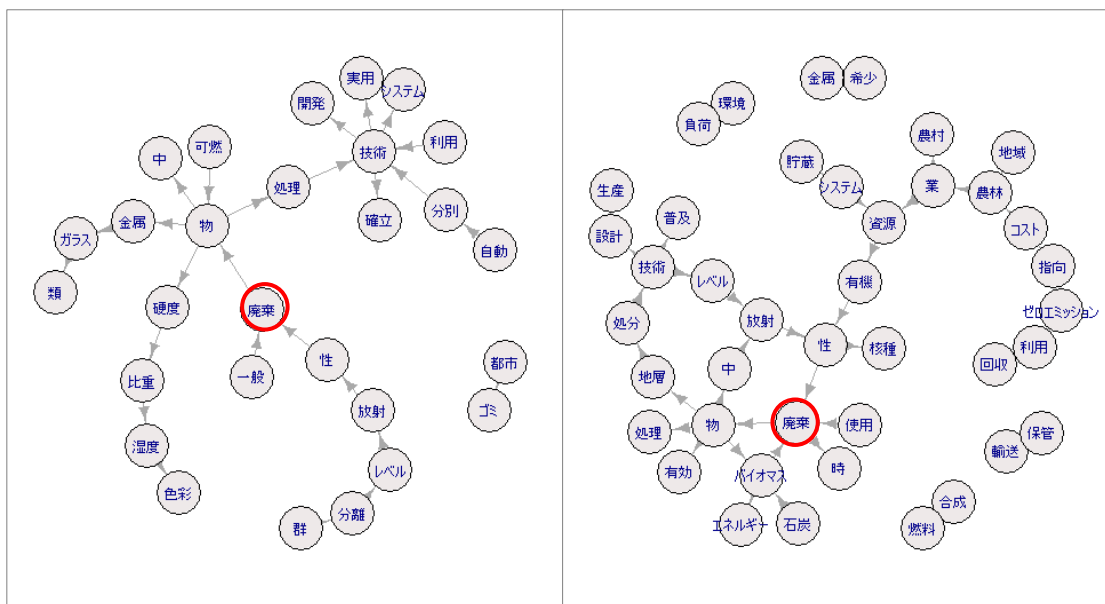 実用
システム
開発
技術
利用
可燃
中
処理
確立
分別
自動
金属
物
ガラス
類
硬度
廃棄
性
一般
都市
ゴミ
比重
放射
湿度
レベル
色彩
分離
群
金属
希少
環境
負荷
農村
地域
貯蔵
システム
業
農林
生産
普及
資源
コスト
設計
技術
レベル
有機
指向
放射
ゼロエミッション
処分
性
核種
利用
回収
地層
中
廃棄
使用
物
処理
保管
輸送
有効
バイオマス
時
エネルギー
石炭
合成
燃料